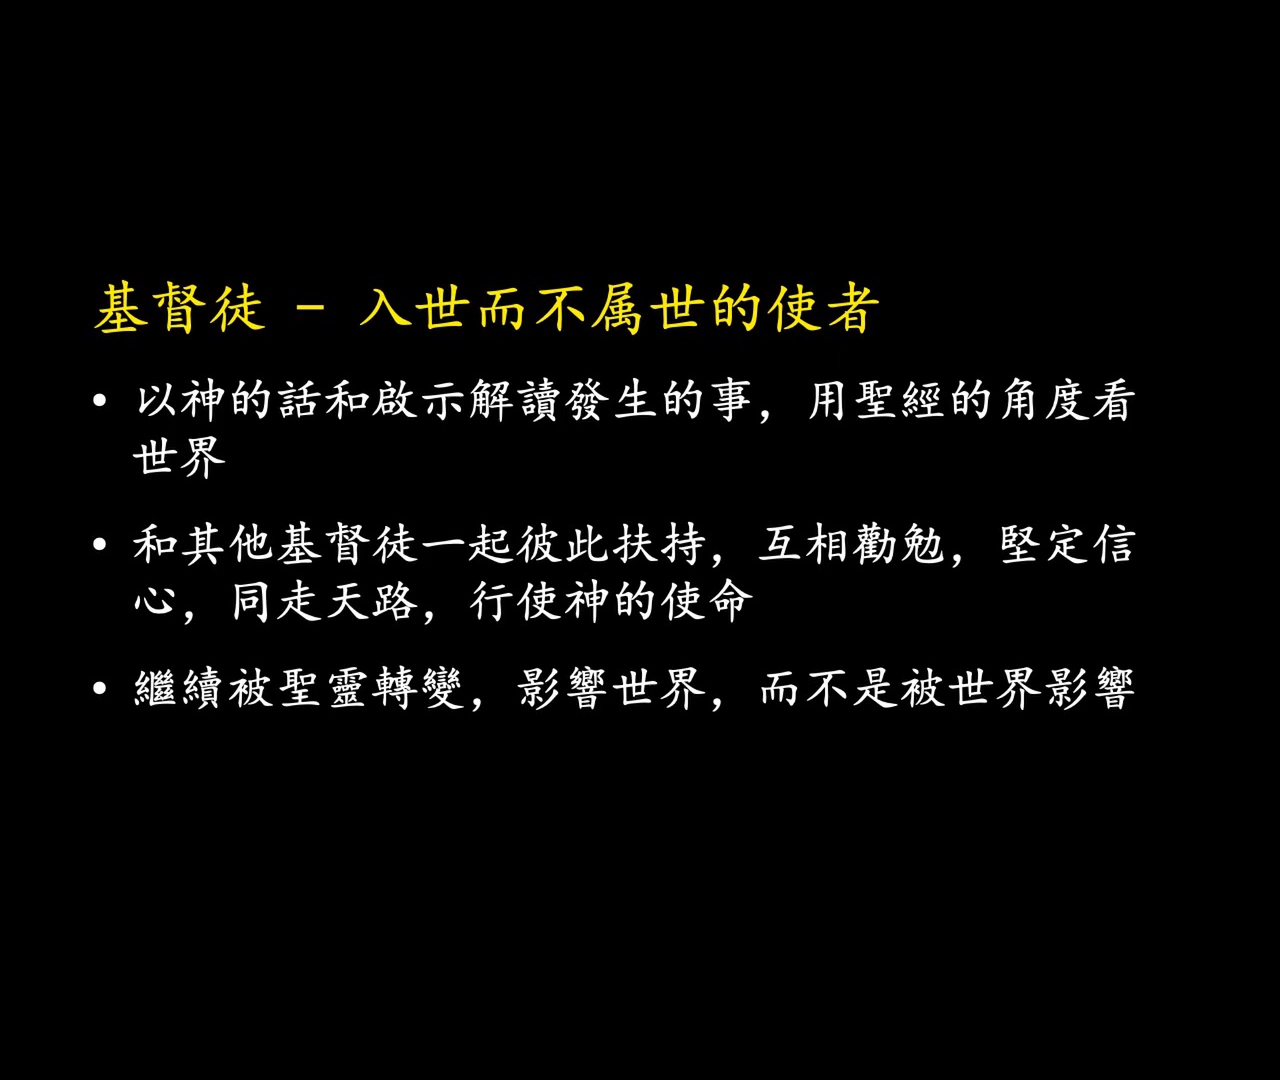 基督徒 – 入世而不属世的使者
• 以神的話和啟示解讀發生的事，用聖經的角度看
世界
• 和其他基督徒一起彼此扶持，互相勸勉，堅定信
心，同走天路，行使神的使命
• 繼續被聖靈轉變，影響世界，而不是被世界影響